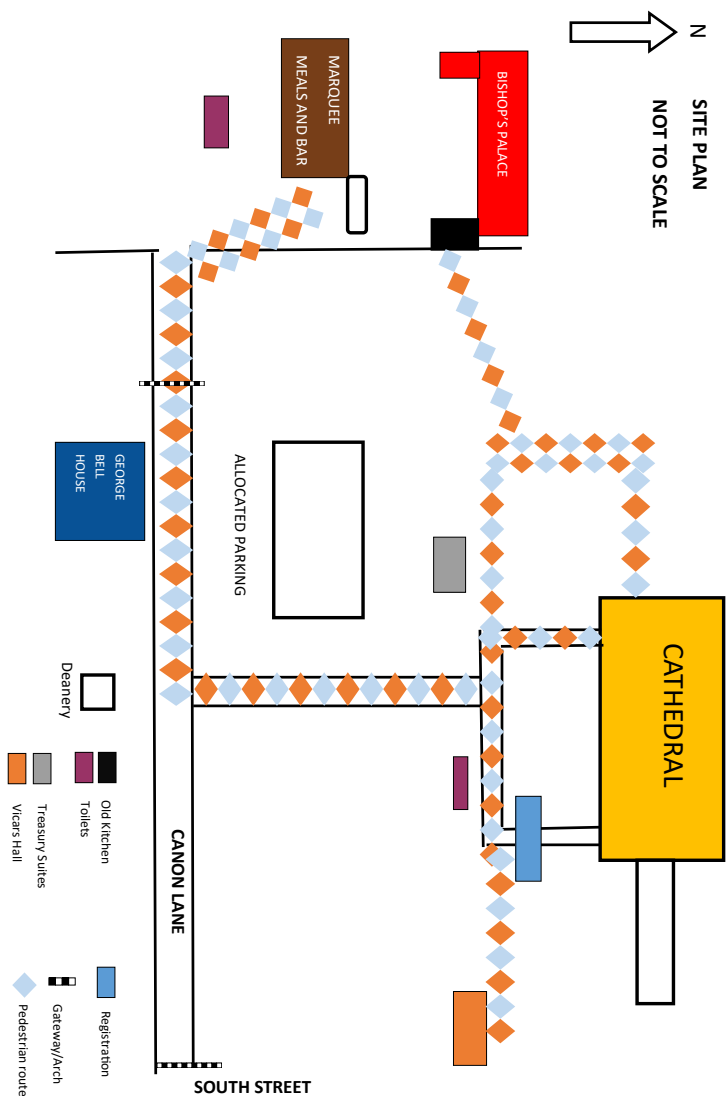 N
SITE PLAN
NOT TO SCALE
BISHOP'S PALACE
MARQUEE
MEALS AND BAR
CATHEDRAL
ALLOCATED PARKING
GEORGE
BELL
HOUSE
CANON LANE
SOUTH STREET
Deanery
Old Kitchen
Toilets
Treasury Suites
Vicars Hall
Registration
Gateway/Arch
Pedestrian route